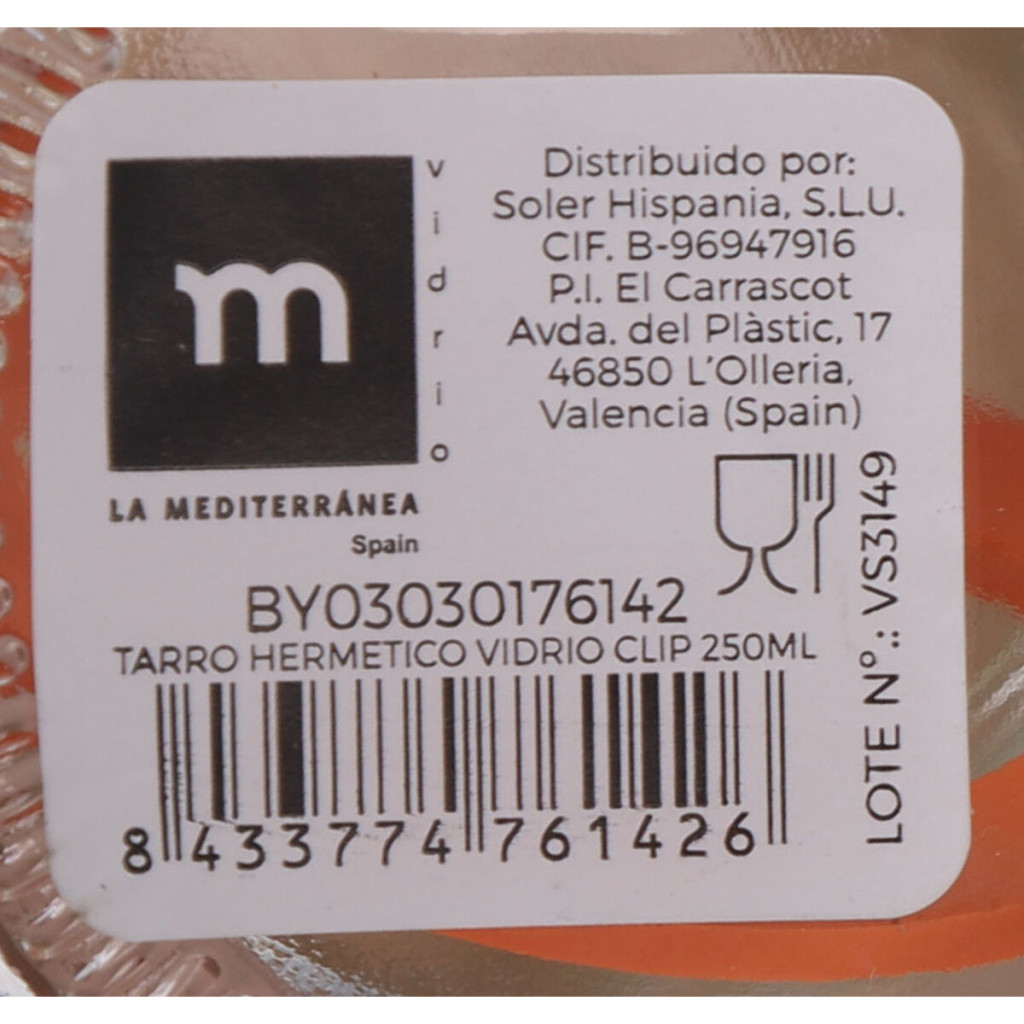 m
vidrio
LA MEDITERRÁNEA
Spain
Distribuido por:
Soler Hispania, S.L.U.
CIF. B-96947916
P.I. El Carrascot
Avda. del Plàstic, 17
46850 L'Olleria,
Valencia (Spain)
LOTE Nº.: VS3149
BY03030176142
TARRO HERMETICO VIDRIO CLIP 250ML
8 433774 761426